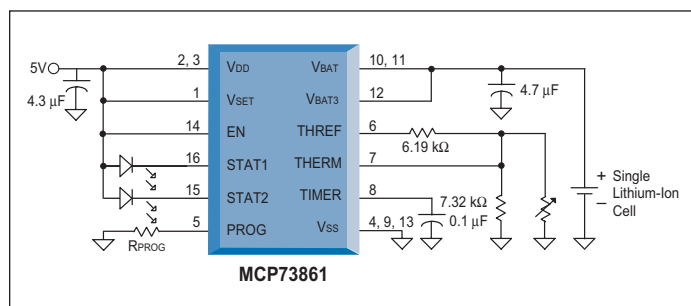 5V
4.3 µF
2, 3
1
14
16
15
5
RPROG
VDD
VSET
EN
STAT1
STAT2
PROG
VBAT
VBAT3
THREF
THERM
TIMER
VSS
10, 11
12
6
7
8
4, 9, 13
6.19 kΩ
7.32 kΩ
0.1 µF
4.7 µF
+ Single
– Lithium-Ion
Cell
MCP73861